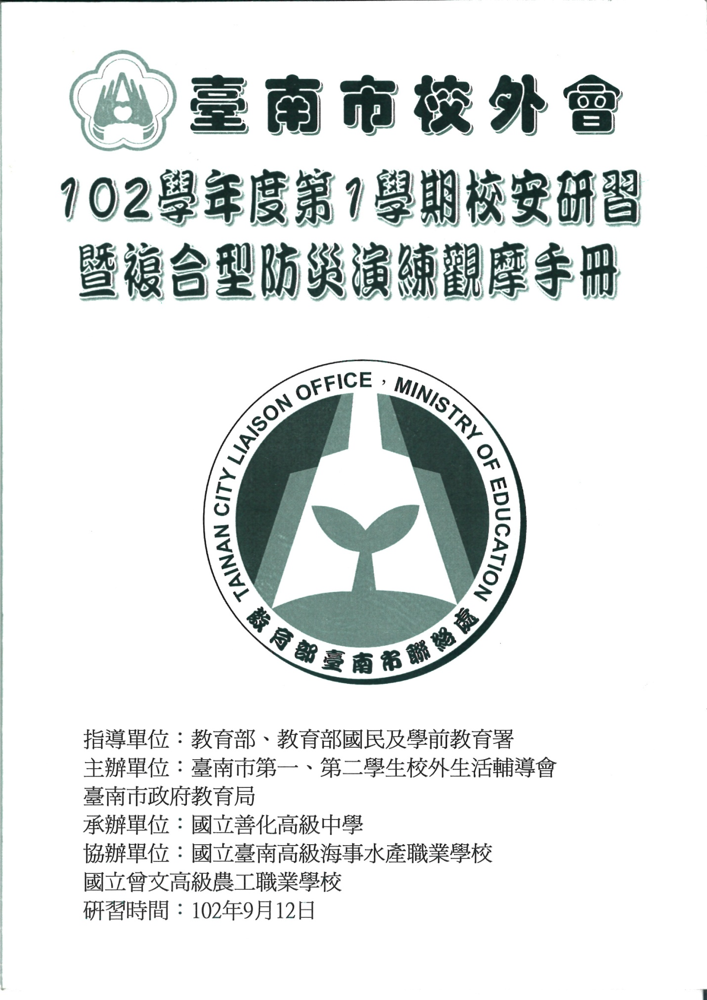 臺南市校外會
102學年度第1學期校安研習
暨複合型防災演練觀摩手冊
TAINAN CITY LIAISON OFFICE，MINISTRY OF EDUCATION
教育部臺南市聯絡處
指導單位：教育部、教育部國民及學前教育署
主辦單位：臺南市第一、第二學生校外生活輔導會
臺南市政府教育局
承辦單位：國立善化高級中學
協辦單位：國立臺南高級海事水產職業學校
國立曾文高級農工職業學校
研習時間：102年9月12日